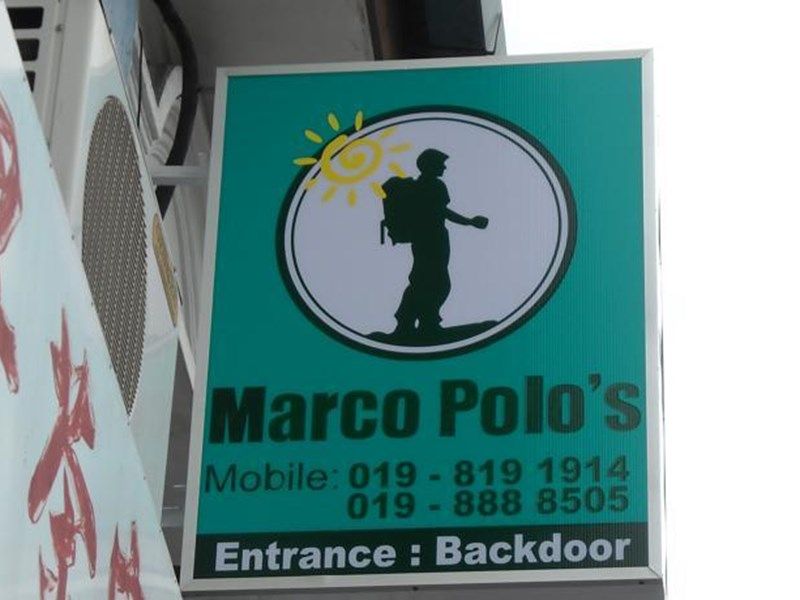 Marco Polo's
Mobile: 019 - 819 1914
019 - 888 8505
Entrance : Backdoor